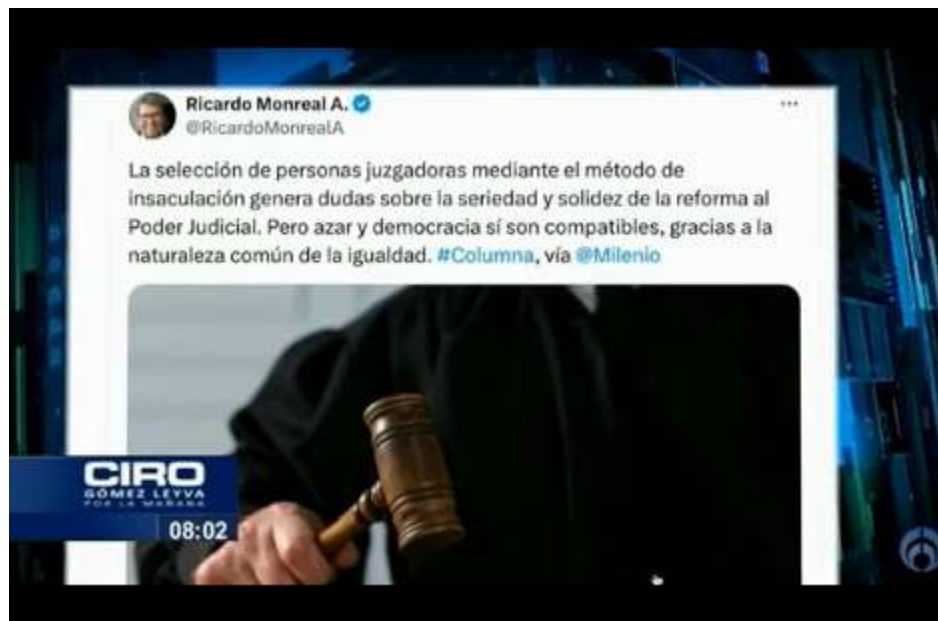 Ricardo Monreal A.
@RicardoMonrealA
La selección de personas juzgadoras mediante el método de
insaculación genera dudas sobre la seriedad y solidez de la reforma al
Poder Judicial. Pero azar y democracia sí son compatibles, gracias a la
naturaleza común de la igualdad. #Columna, vía @Milenio
CIRO
GÓMEZ LEYVA
POR LA MAÑANA
08:02